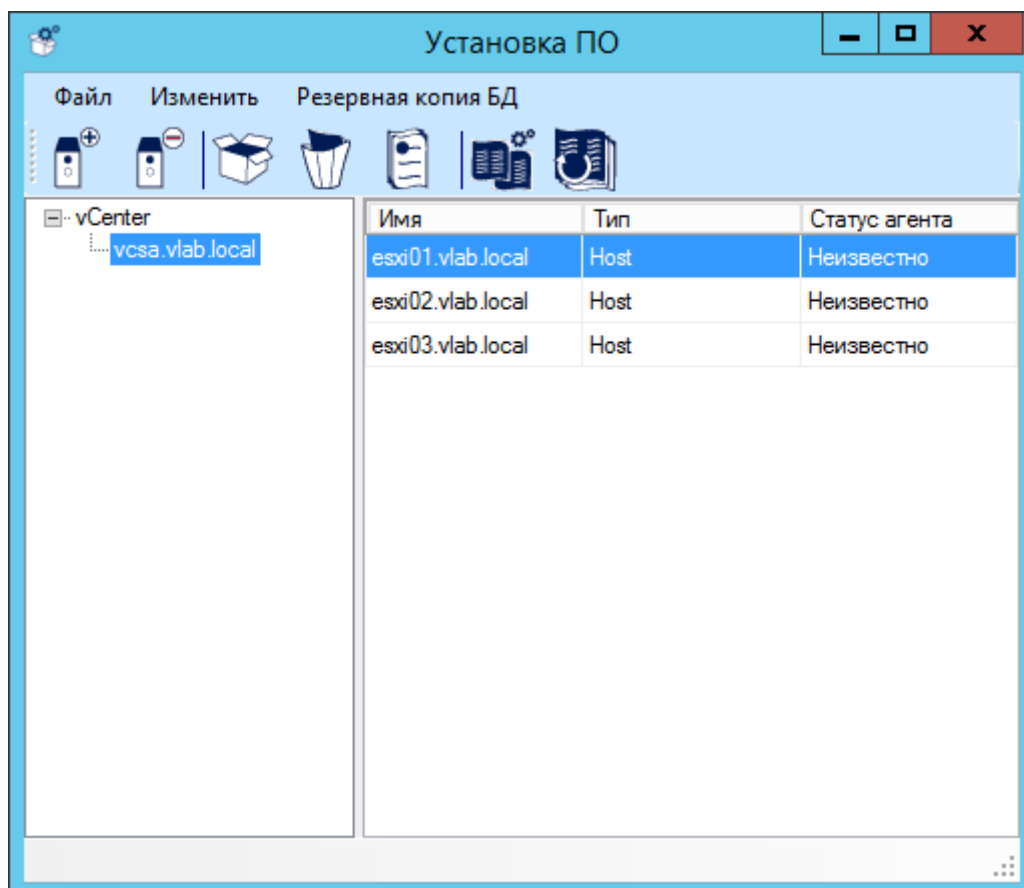 Установка ПО
Файл Изменить Резервная копия БД
vCenter
vcsa.vlab.local
Имя Тип Статус агента
esxi01.vlab.local Host Неизвестно
esxi02.vlab.local Host Неизвестно
esxi03.vlab.local Host Неизвестно